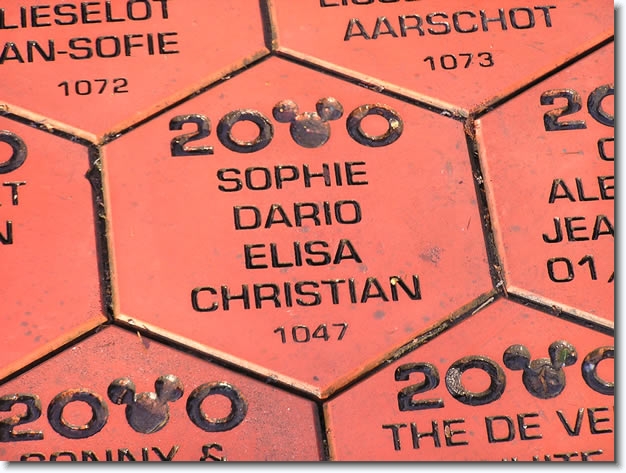 LIESELOT
AN-SOFIE
1072
AARSCHOT
1073
2000
SOPHIE
DARIO
ELISA
CHRISTIAN
1047
20
ALE
JEA
01/
2000
& 
2000
THE DE VE